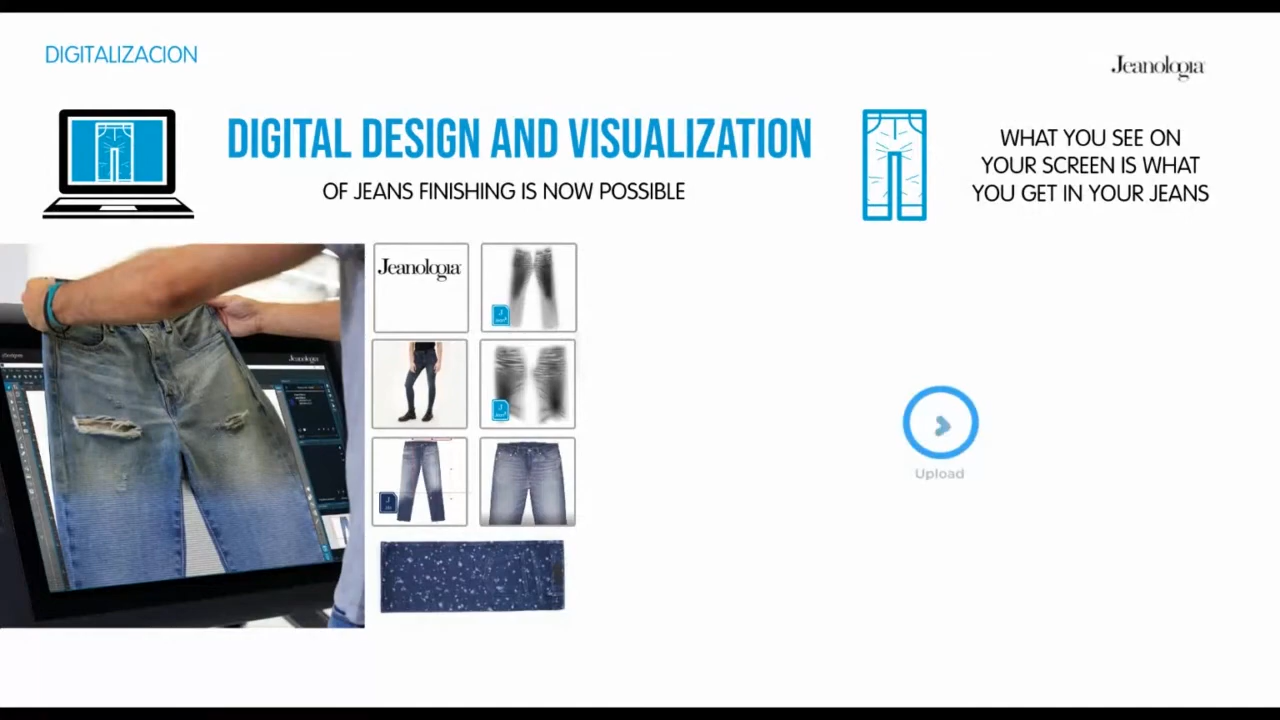 DIGITALIZACION
Jeanologia
DIGITAL DESIGN AND VISUALIZATION
OF JEANS FINISHING IS NOW POSSIBLE
WHAT YOU SEE ON
YOUR SCREEN IS WHAT
YOU GET IN YOUR JEANS
Jeanologia
Jeanologia
Upload